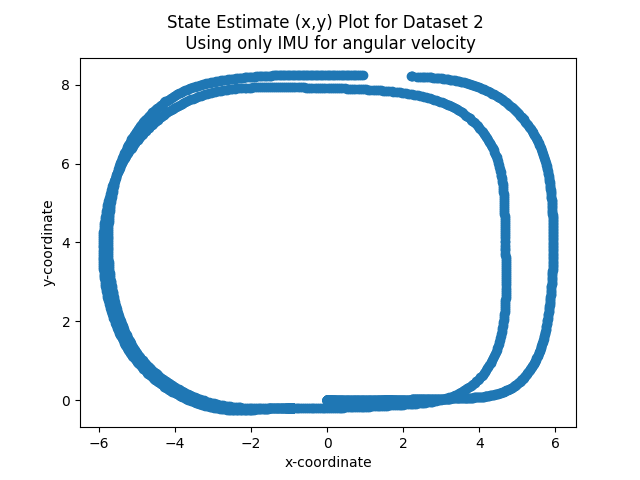 State Estimate (x,y) Plot for Dataset 2
Using only IMU for angular velocity
8
6
4
2
0
y-coordinate
−6 −4 −2 0 2 4 6
x-coordinate